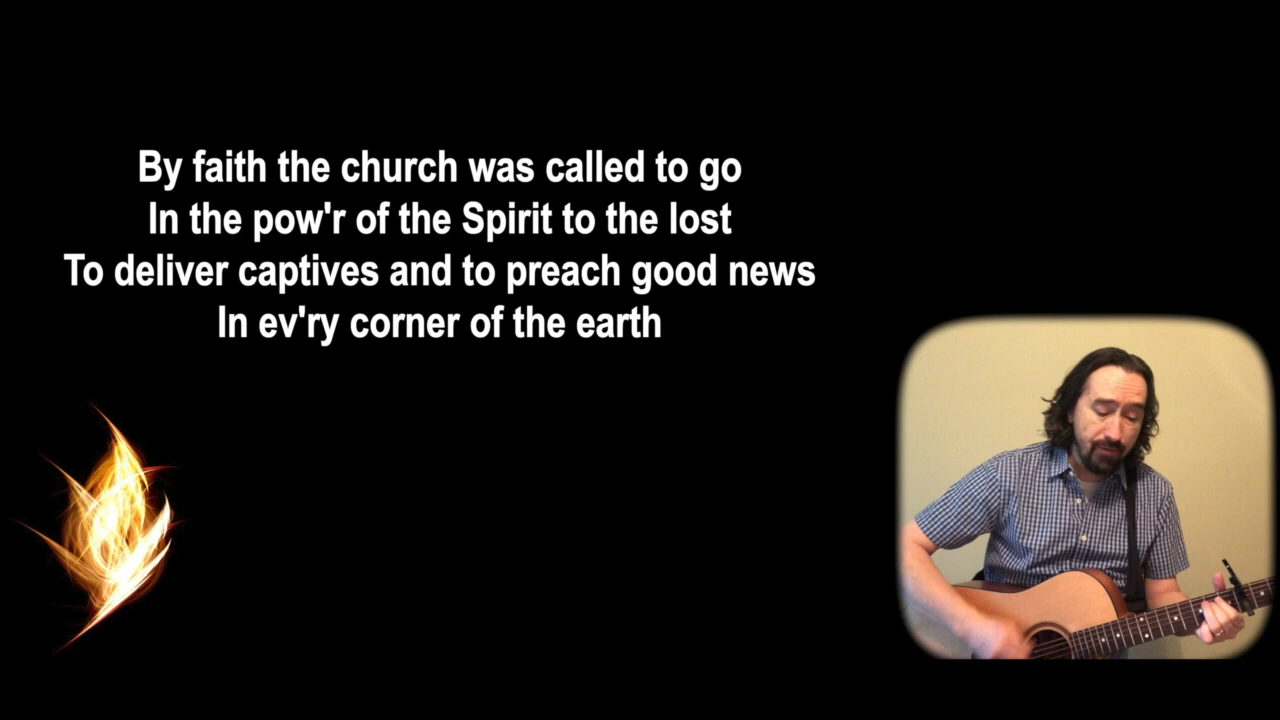 By faith the church was called to go
In the pow'r of the Spirit to the lost
To deliver captives and to preach good news
In ev'ry corner of the earth